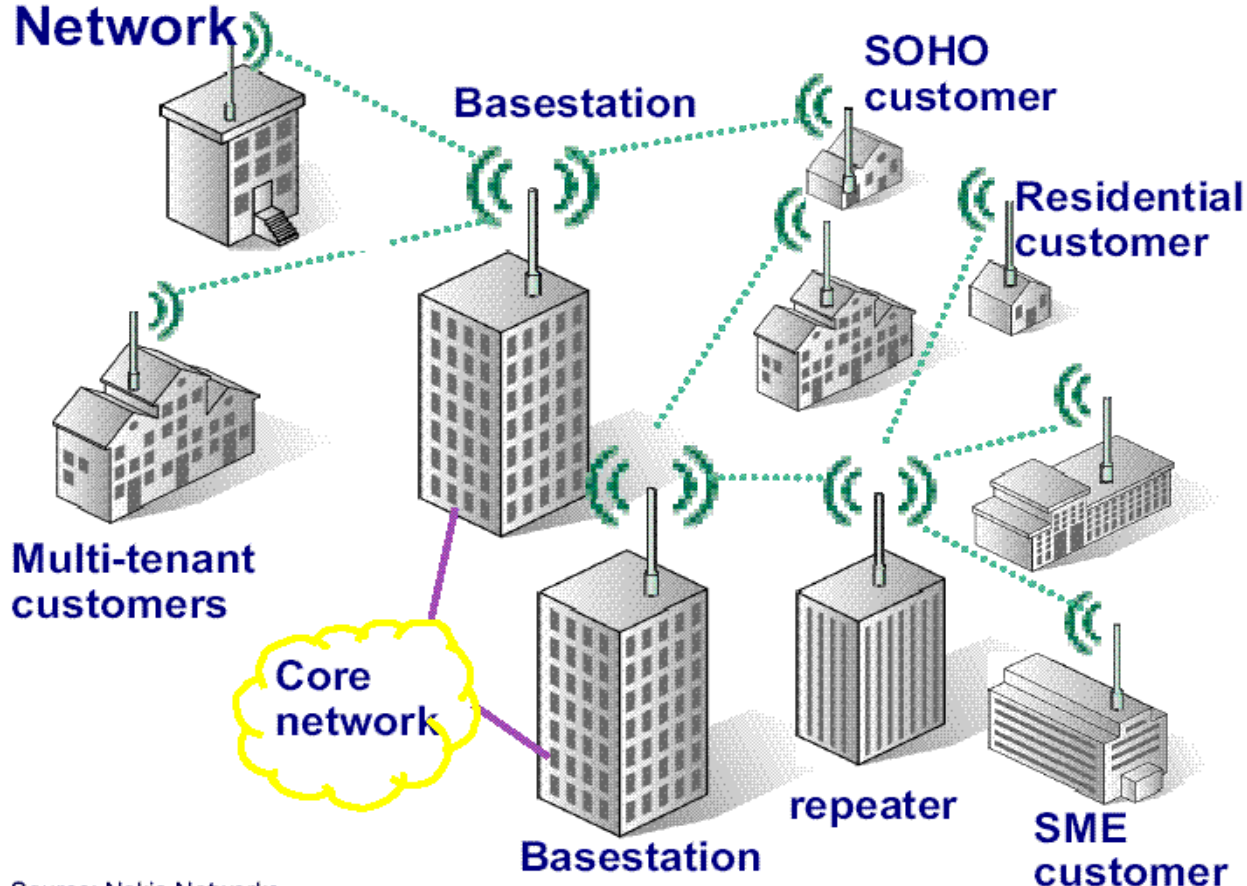 Network
SOHO
customer
Basestation
Residential
customer
Multi-tenant
customers
Core
network
repeater
Basestation
SME
customer